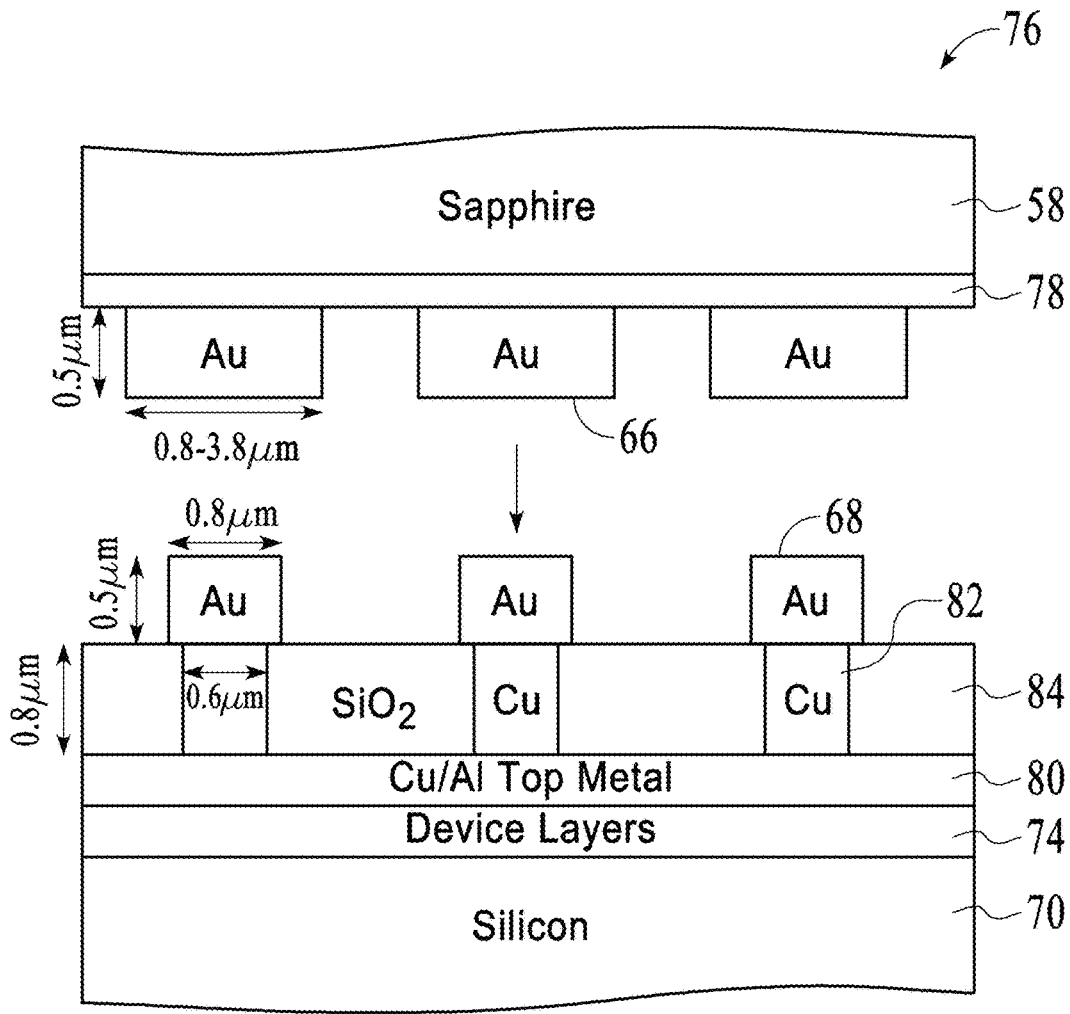 76
Sapphire
58
78
0.5μm
Au
Au
Au
0.8-3.8μm
66
0.8μm
68
0.5μm
Au
Au
Au
82
0.8μm
0.6μm
SiO₂
Cu
Cu
84
Cu/Al Top Metal
80
Device Layers
74
Silicon
70